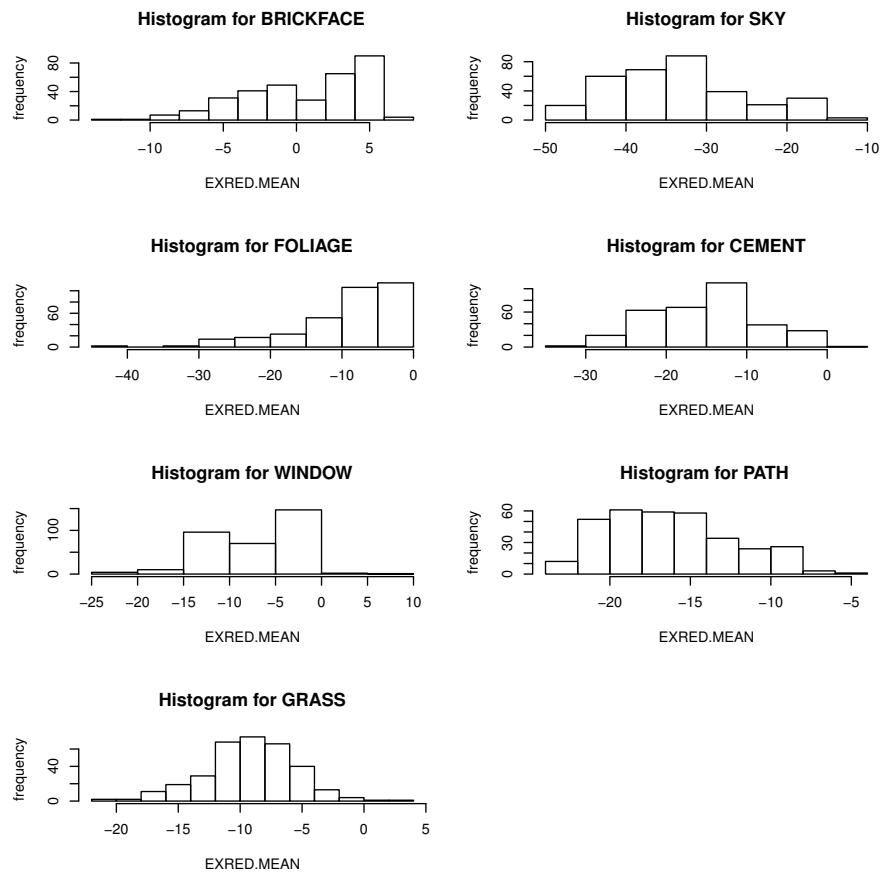 Histogram for BRICKFACE
frequency
0 40 80
−10 −5 0 5
EXRED.MEAN
Histogram for SKY
frequency
0 40 80
−50 −40 −30 −20 −10
EXRED.MEAN
Histogram for FOLIAGE
frequency
0 60
−40 −30 −20 −10 0
EXRED.MEAN
Histogram for CEMENT
frequency
0 60
−30 −20 −10 0
EXRED.MEAN
Histogram for WINDOW
frequency
0 100
−25 −20 −15 −10 −5 0 5 10
EXRED.MEAN
Histogram for PATH
frequency
0 30 60
−20 −15 −10 −5
EXRED.MEAN
Histogram for GRASS
frequency
0 40
−20 −15 −10 −5 0 5
EXRED.MEAN